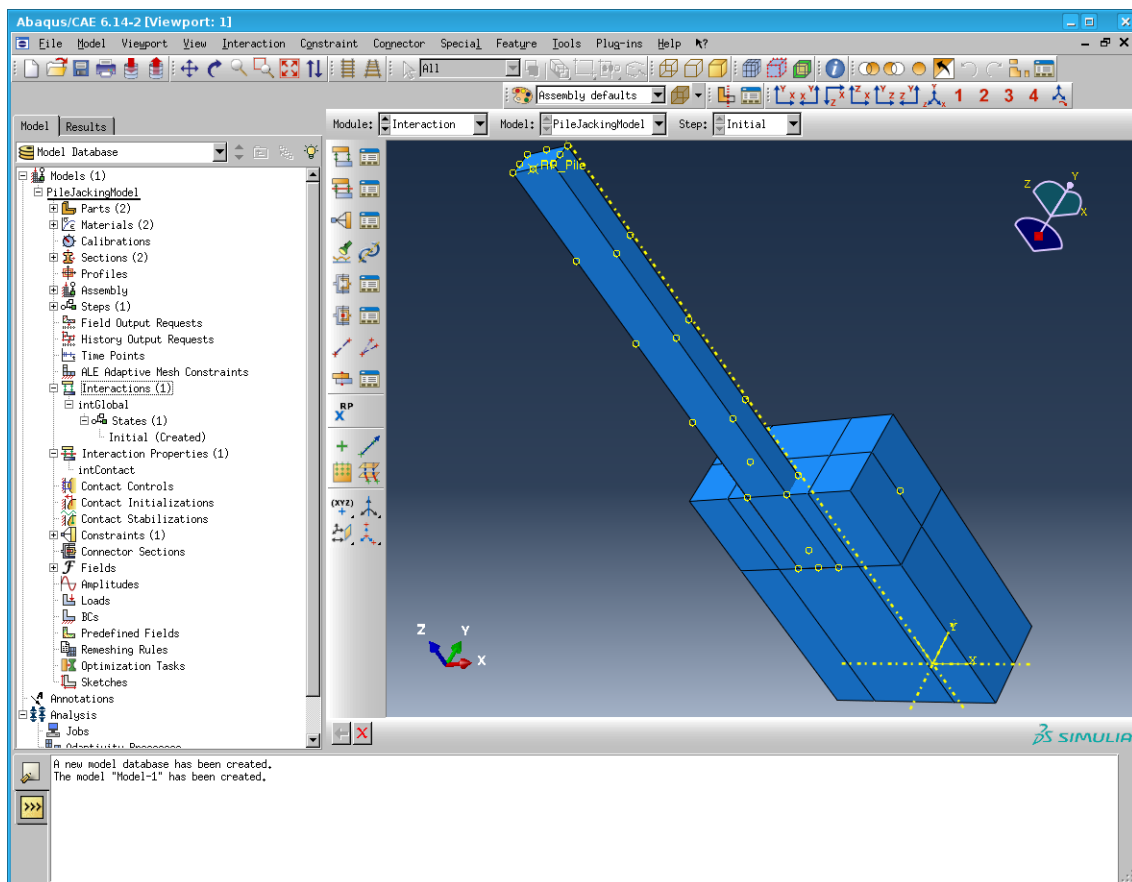 Abaqus/CAE 6.14-2 [Viewport: 1]
File Model Viewport View Interaction Constraint Connector Special Feature Tools Plug-ins Help
All
Assembly defaults
1 2 3 4
Model Results
Module: Interaction Model: PileJackingModel Step: Initial
Model Database
Models (1)
PileJackingModel
Parts (2)
Materials (2)
Calibrations
Sections (2)
Profiles
Assembly
Steps (1)
Field Output Requests
History Output Requests
Time Points
ALE Adaptive Mesh Constraints
Interactions (1)
intGlobal
States (1)
Initial (Created)
Interaction Properties (1)
intContact
Contact Controls
Contact Initializations
Contact Stabilizations
Constraints (1)
Connector Sections
Fields
Amplitudes
Loads
BCs
Predefined Fields
Remeshing Rules
Optimization Tasks
Sketches
Annotations
Analysis
Jobs
Adaptivity Processes
RP
(XYZ)
RP_Pile
Z Y X
Z Y X
Y X
SIMULIA
A new model database has been created.
The model "Model-1" has been created.
>>>